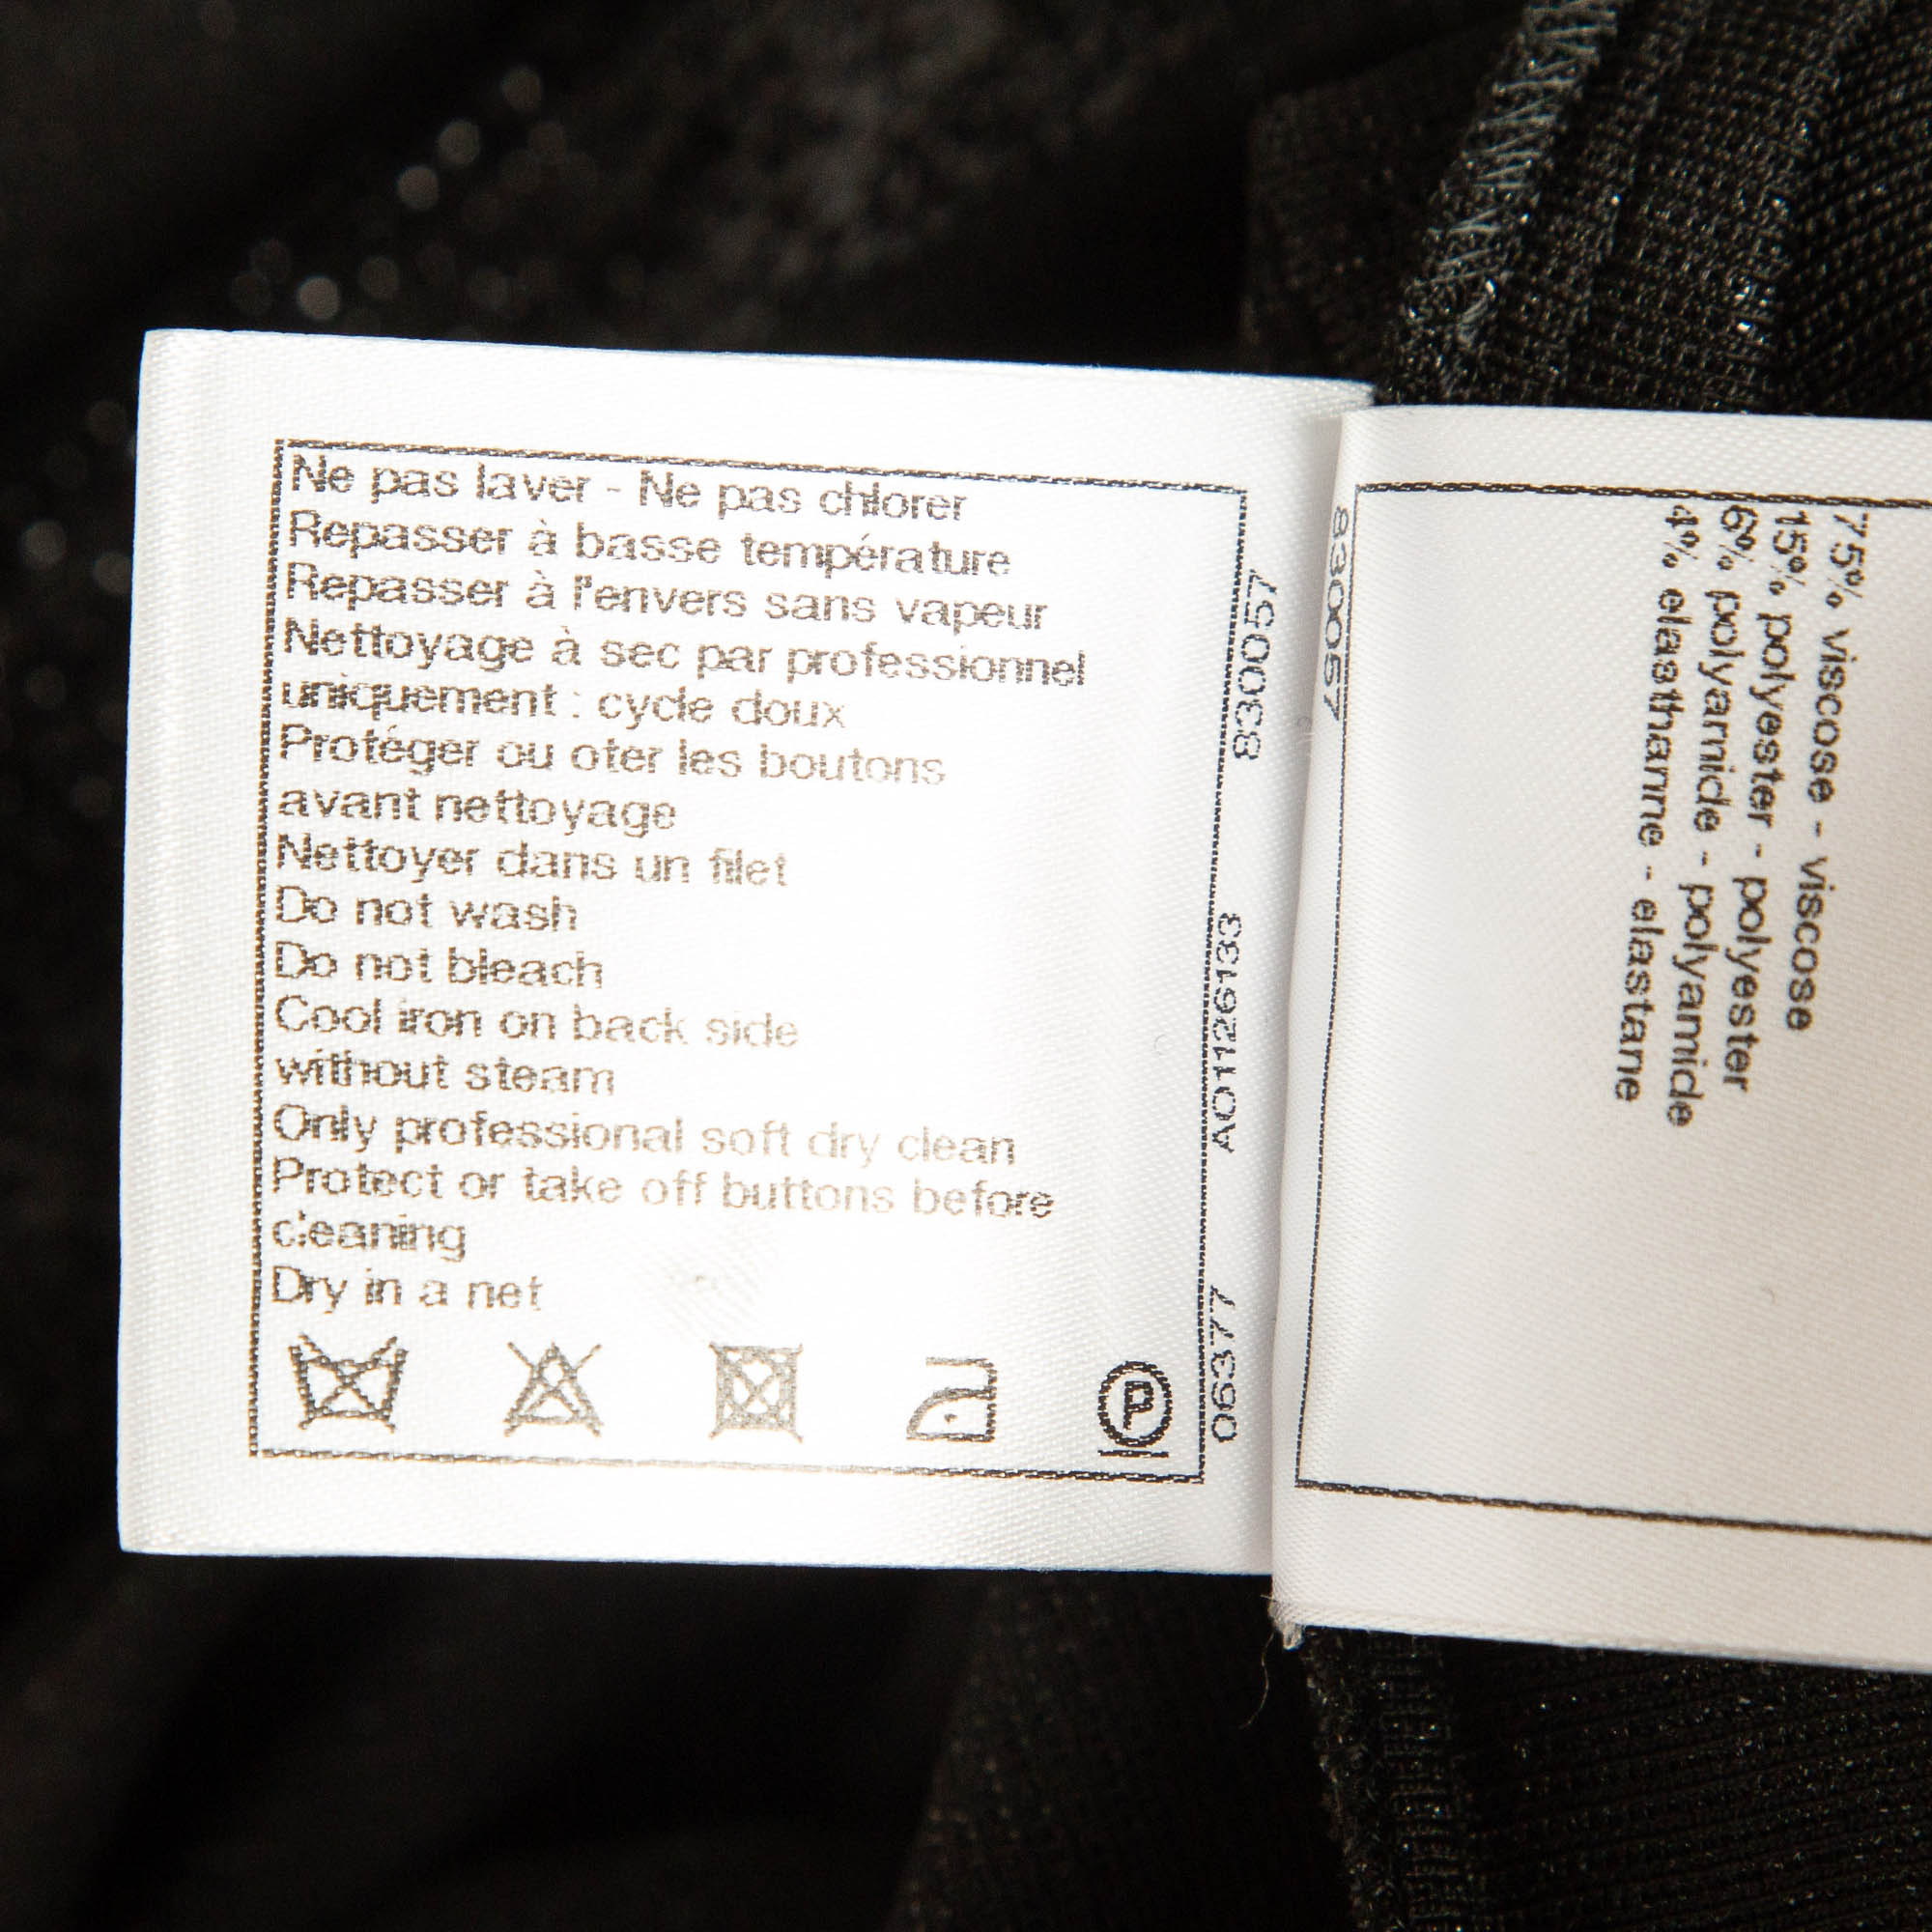 Ne pas laver - Ne pas chlorer
Repasser à basse température
Repasser à l'envers sans vapeur
Nettoyage à sec par professionnel
uniquement : cycle doux
Protéger ou oter les boutons
avant nettoyage
Nettoyer dans un filet
Do not wash
Do not bleach
Cool iron on back side
without steam
Only professional soft dry clean
Protect or take off buttons before
cleaning
Dry in a net
P
830057
A01126193
06377
830057
75% viscose - viscose
15% polyester - polyester
6% polyamide - polyamide
4% elasthanne - elastane